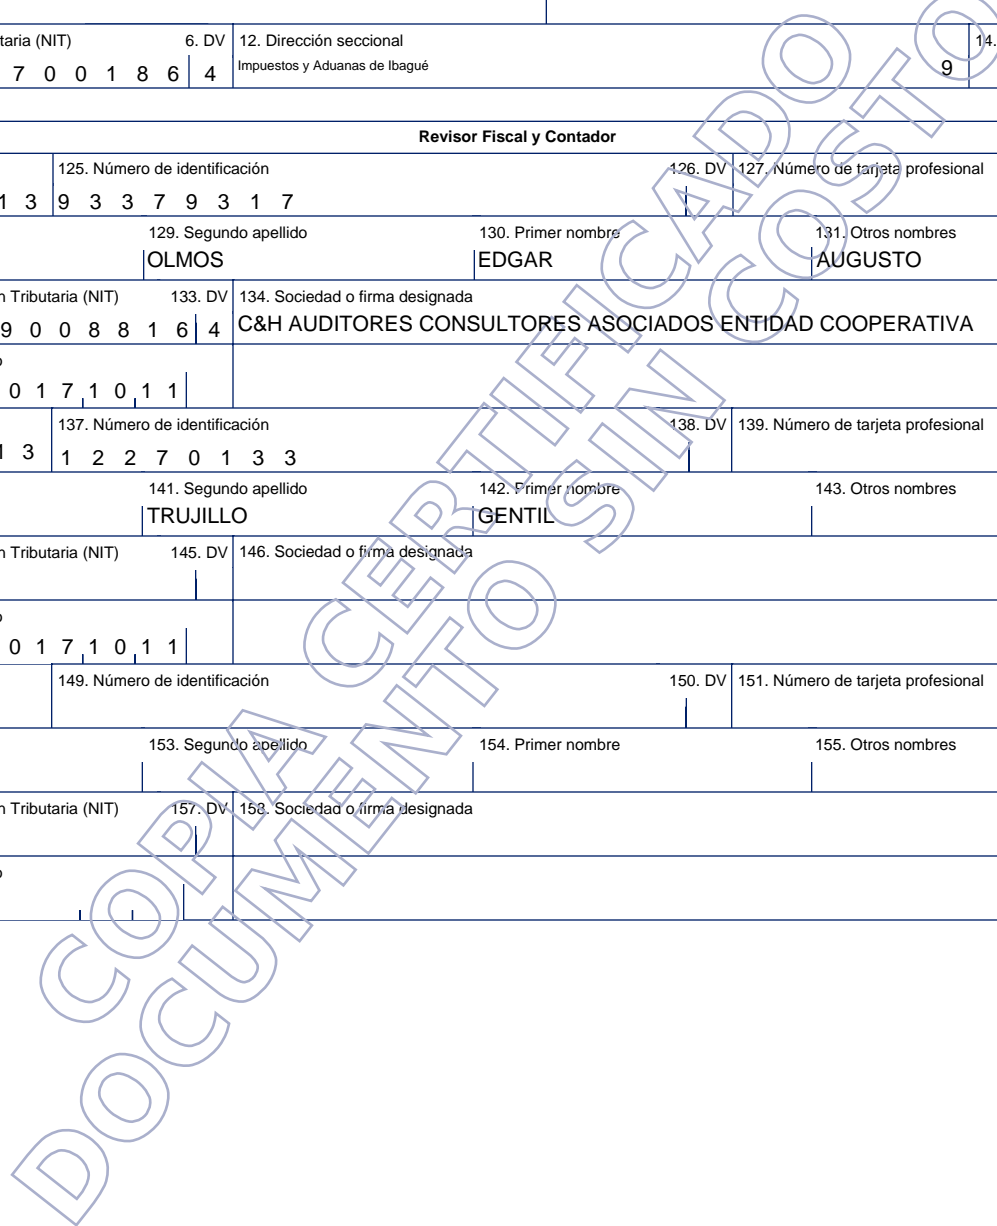 taria (NIT) 6. DV 12. Dirección seccional 14.
7 0 0 1 8 6 4 Impuestos y Aduanas de Ibagué 9
Revisor Fiscal y Contador
125. Número de identificación 126. DV 127. Número de tarjeta profesional
1 3 9 3 3 7 9 3 1 7
129. Segundo apellido 130. Primer nombre 131. Otros nombres
OLMOS EDGAR AUGUSTO
n Tributaria (NIT) 133. DV 134. Sociedad o firma designada
9 0 0 8 8 1 6 4 C&H AUDITORES CONSULTORES ASOCIADOS ENTIDAD COOPERATIVA
o
0 1 7 1 0 1 1
137. Número de identificación 138. DV 139. Número de tarjeta profesional
1 3 1 2 2 7 0 1 3 3
141. Segundo apellido 142. Primer nombre 143. Otros nombres
TRUJILLO GENTIL
n Tributaria (NIT) 145. DV 146. Sociedad o firma designada
o
0 1 7 1 0 1 1
149. Número de identificación 150. DV 151. Número de tarjeta profesional
153. Segundo apellido 154. Primer nombre 155. Otros nombres
n Tributaria (NIT) 157. DV 158. Sociedad o firma designada
o
COPIA CERTIFICADO
DOCUMENTO SIN COSTO